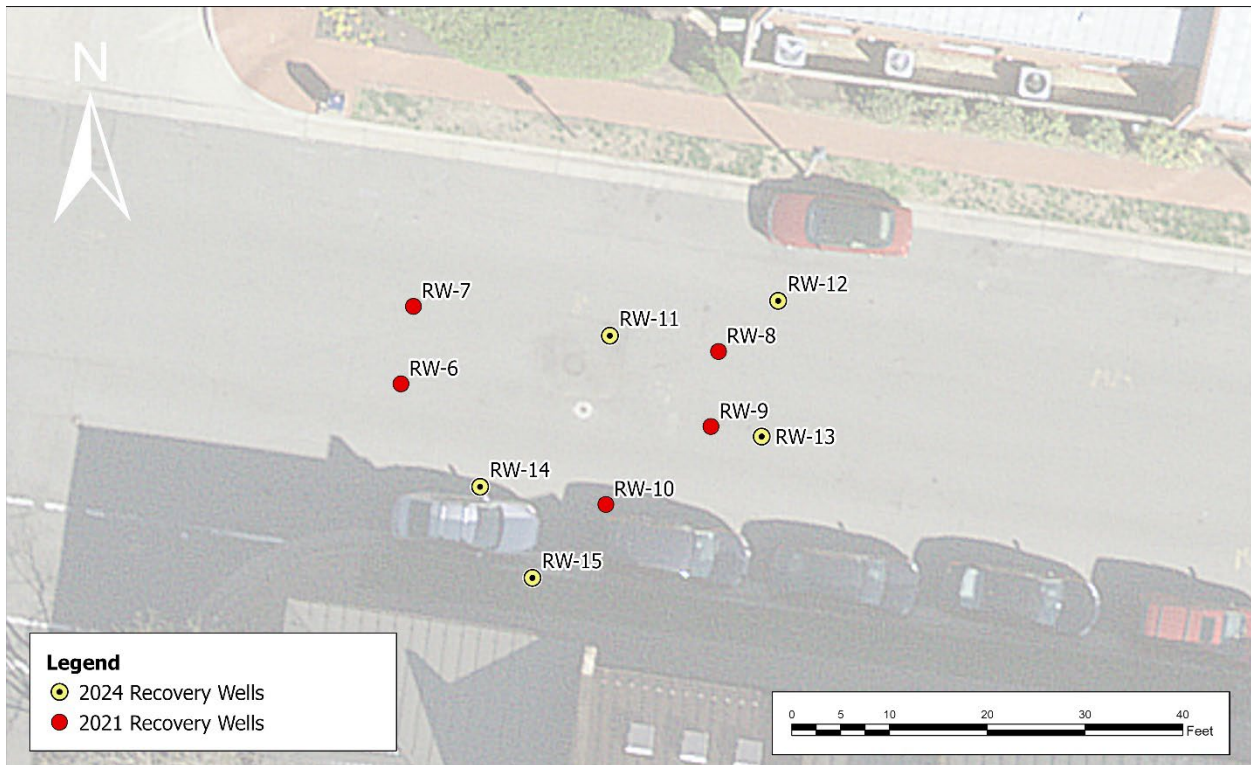 N
RW-12
RW-7
RW-11
RW-8
RW-6
RW-9
RW-13
RW-14
RW-10
RW-15
Legend
2024 Recovery Wells
2021 Recovery Wells
0 5 10 20 30 40
Feet